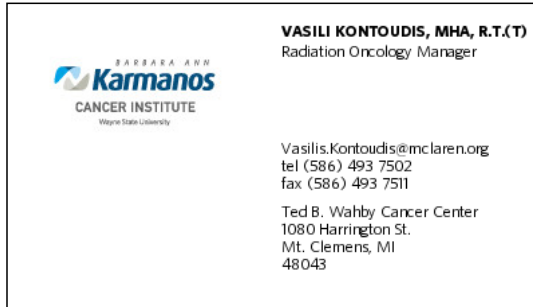 BARBARA ANN
Karmanos
CANCER INSTITUTE
Wayne State University
VASILI KONTOUDIS, MHA, R.T.(T)
Radiation Oncology Manager
Vasilis.Kontoudis@mclaren.org
tel (586) 493 7502
fax (586) 493 7511
Ted B. Wahby Cancer Center
1080 Harrington St.
Mt. Clemens, MI
48043